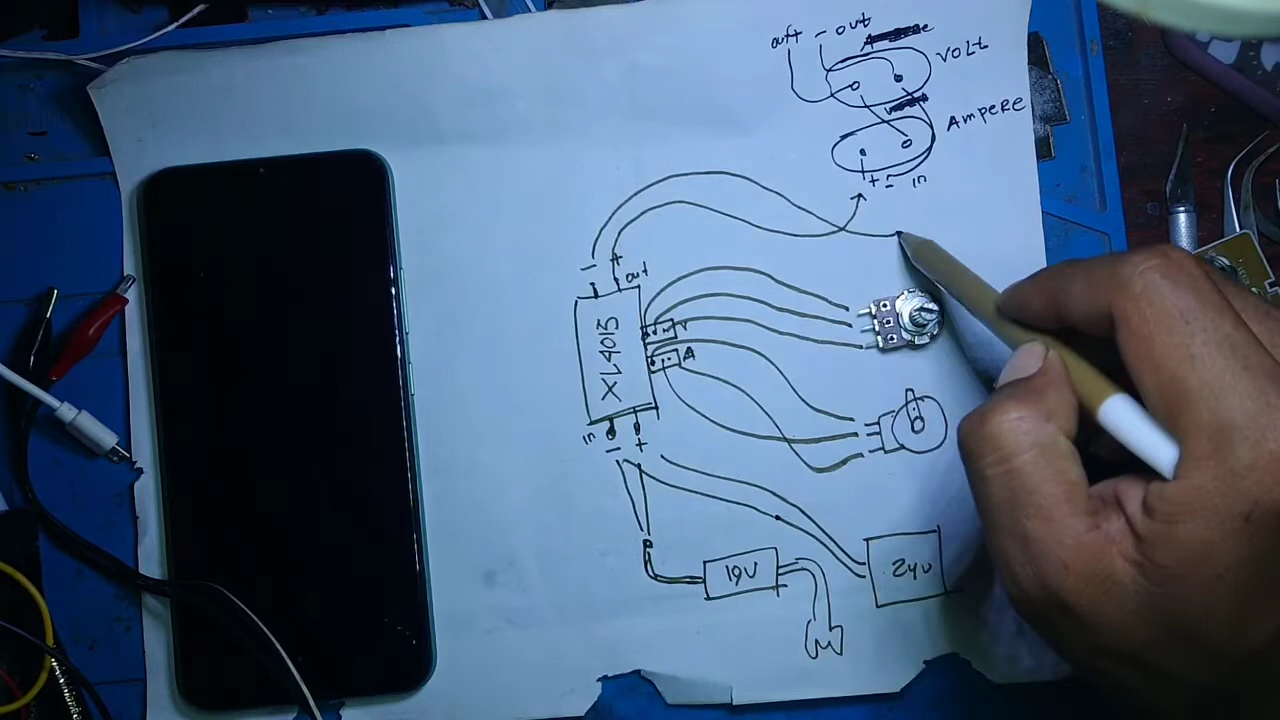 out+ - out
VOLT
AmpeRe
+ - in
- +
out
XL4015
A
in
- +
19V
24V